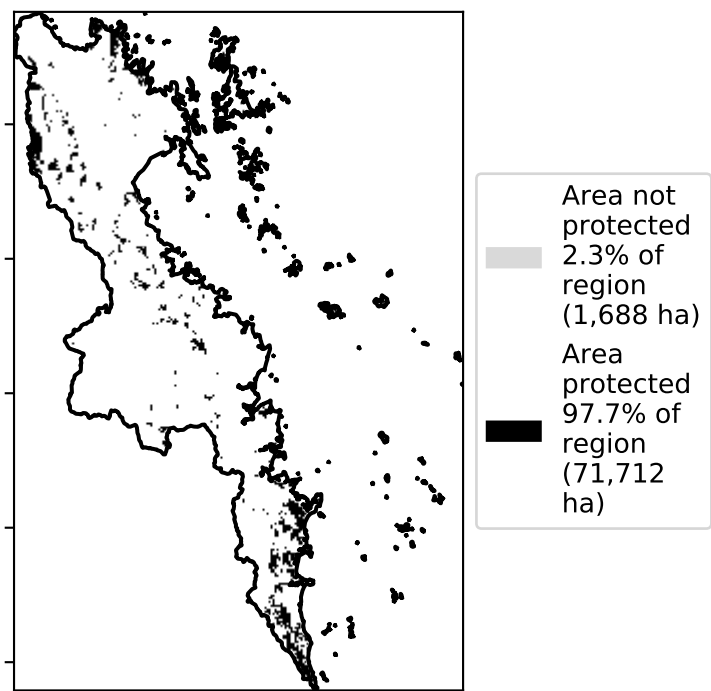 Area not
protected
2.3% of
region
(1,688 ha)
Area
protected
97.7% of
region
(71,712
ha)